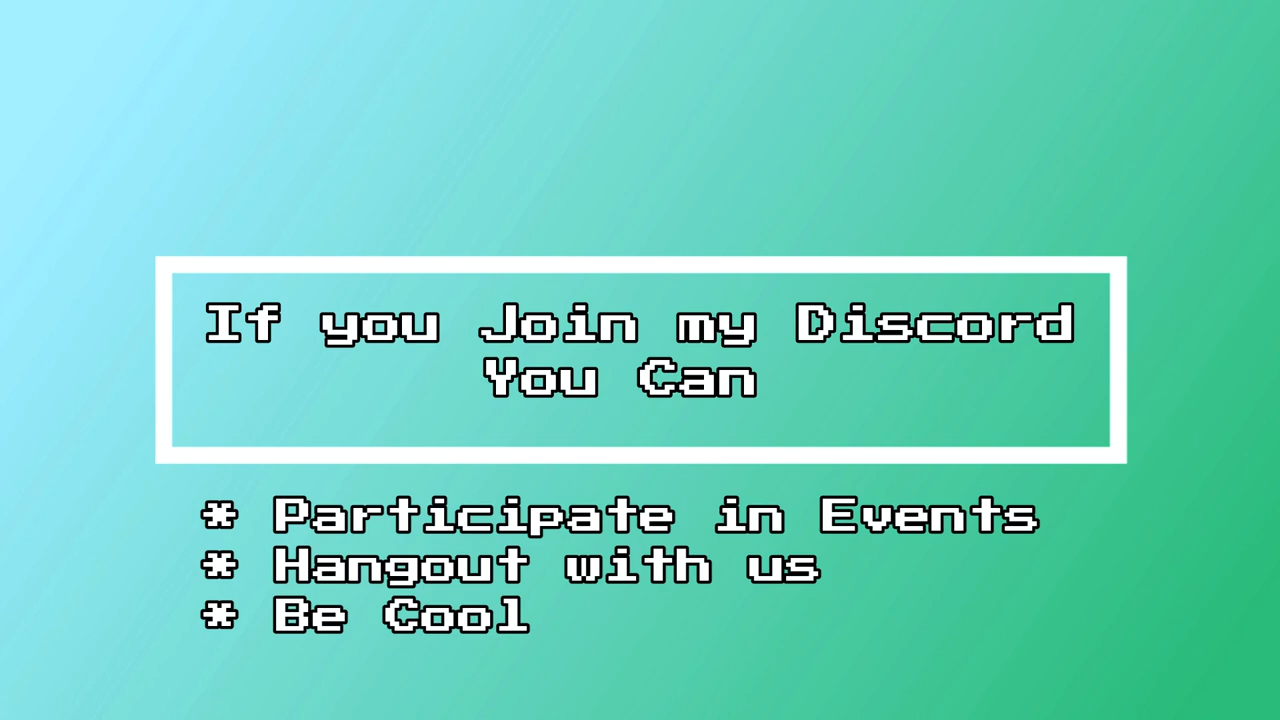 If you Join my Discord
You Can
* Participate in Events
* Hangout with us
* Be Cool